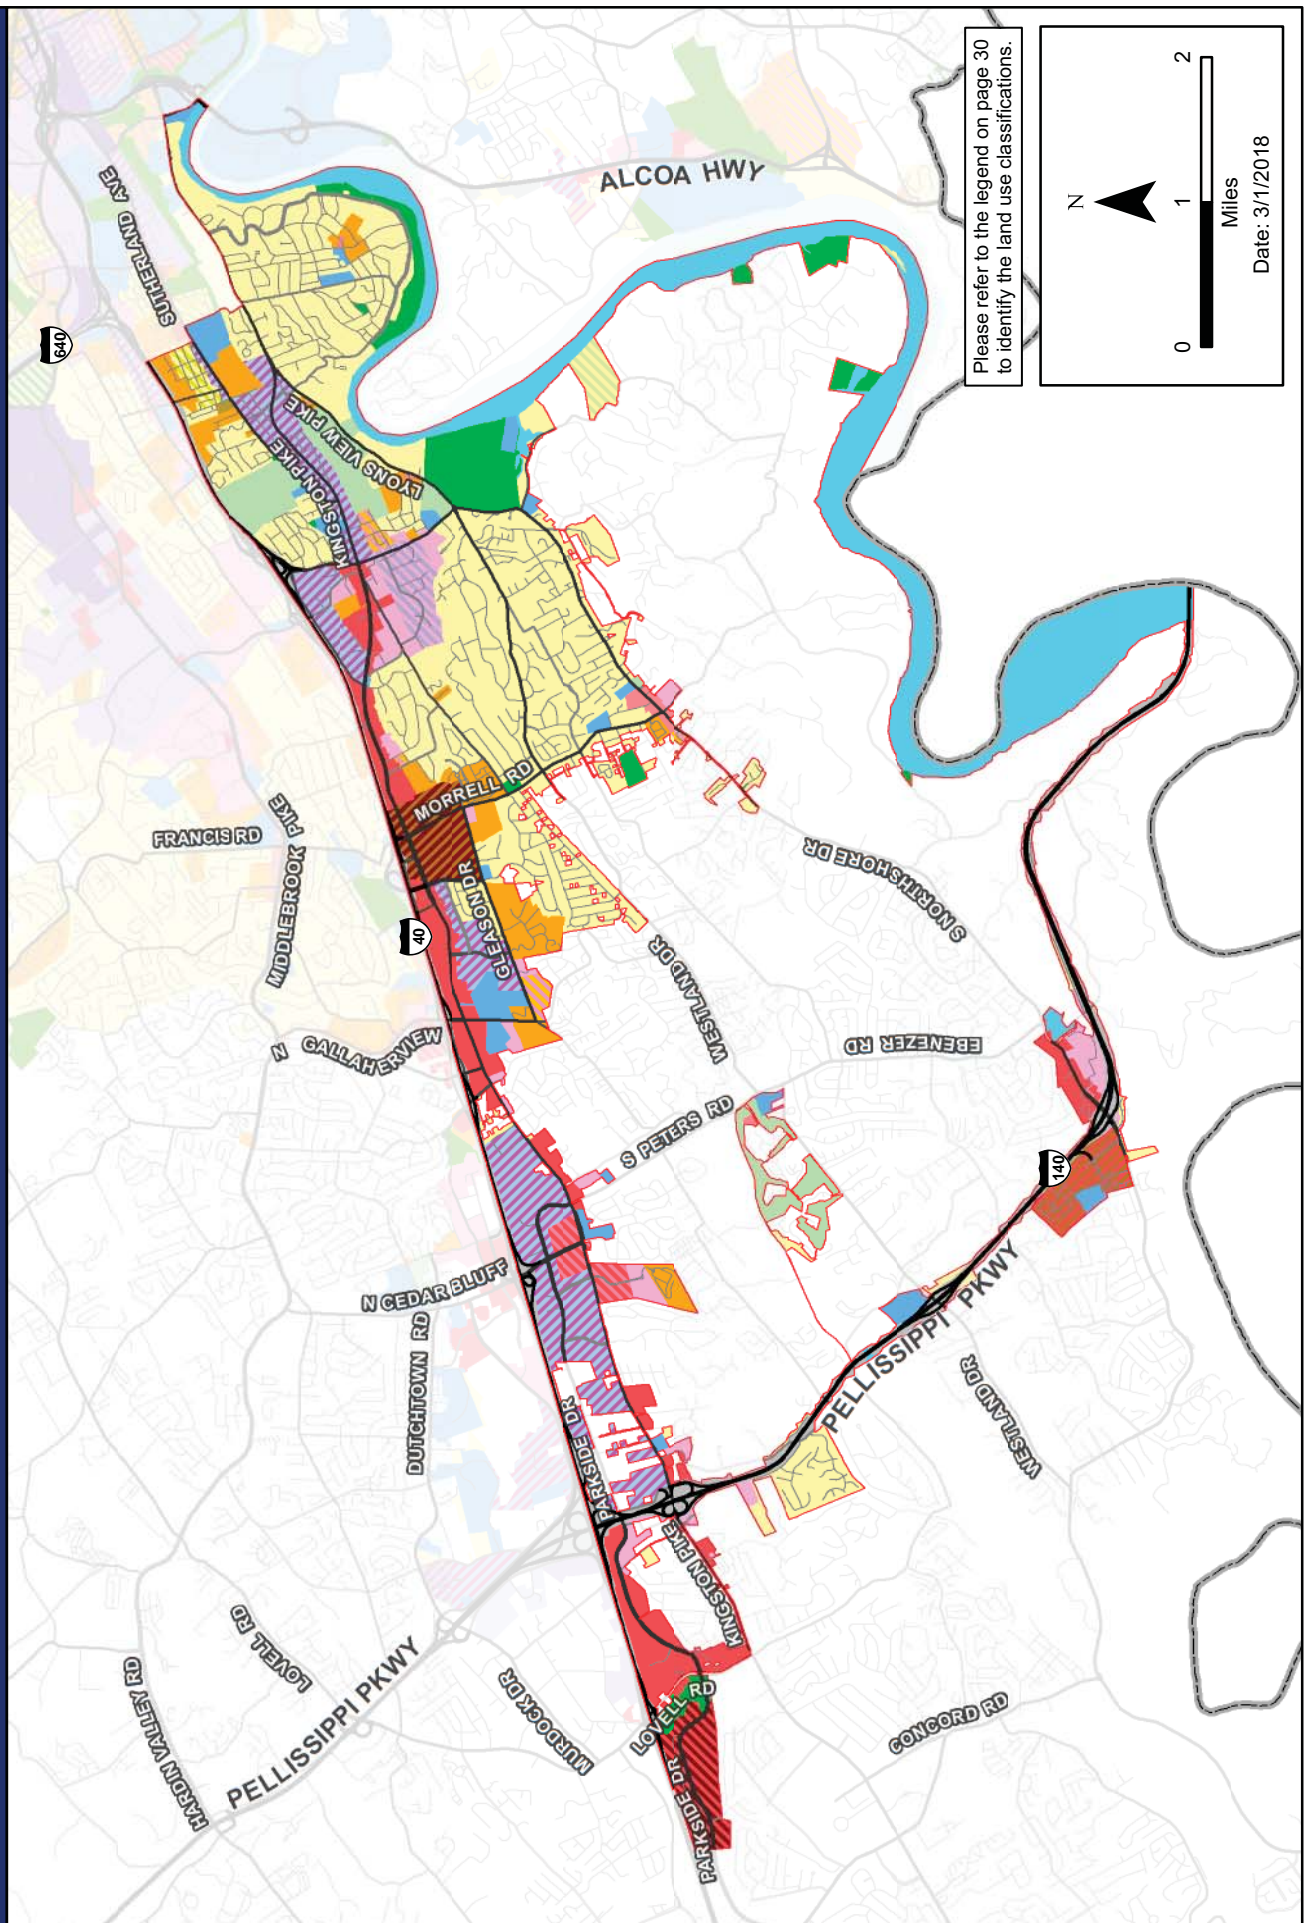 640
SUTHERLAND AVE
ALCOA HWY
KINGSTON PIKE
LYONS VIEW PIKE
FRANCIS RD
MIDDLEBROOK PIKE
MORRELL RD
40
GLEASON DR
N GALLAHERVIEW
WESTLAND DR
S NORTHSHORE DR
EBENEZER RD
S PETERS RD
140
N CEDAR BLUFF
DUTCHTOWN RD
PARKSIDE DR
PELLISSIPPI PKWY
WESTLAND DR
KINGSTON PIKE
LOVELL RD
HARDIN VALLEY RD
PELLISSIPPI PKWY
MURDOCK DR
LOVELL RD
PARKSIDE DR
CONCORD RD
Please refer to the legend on page 30
to identify the land use classifications.
N
0 1 2
Miles
Date: 3/1/2018